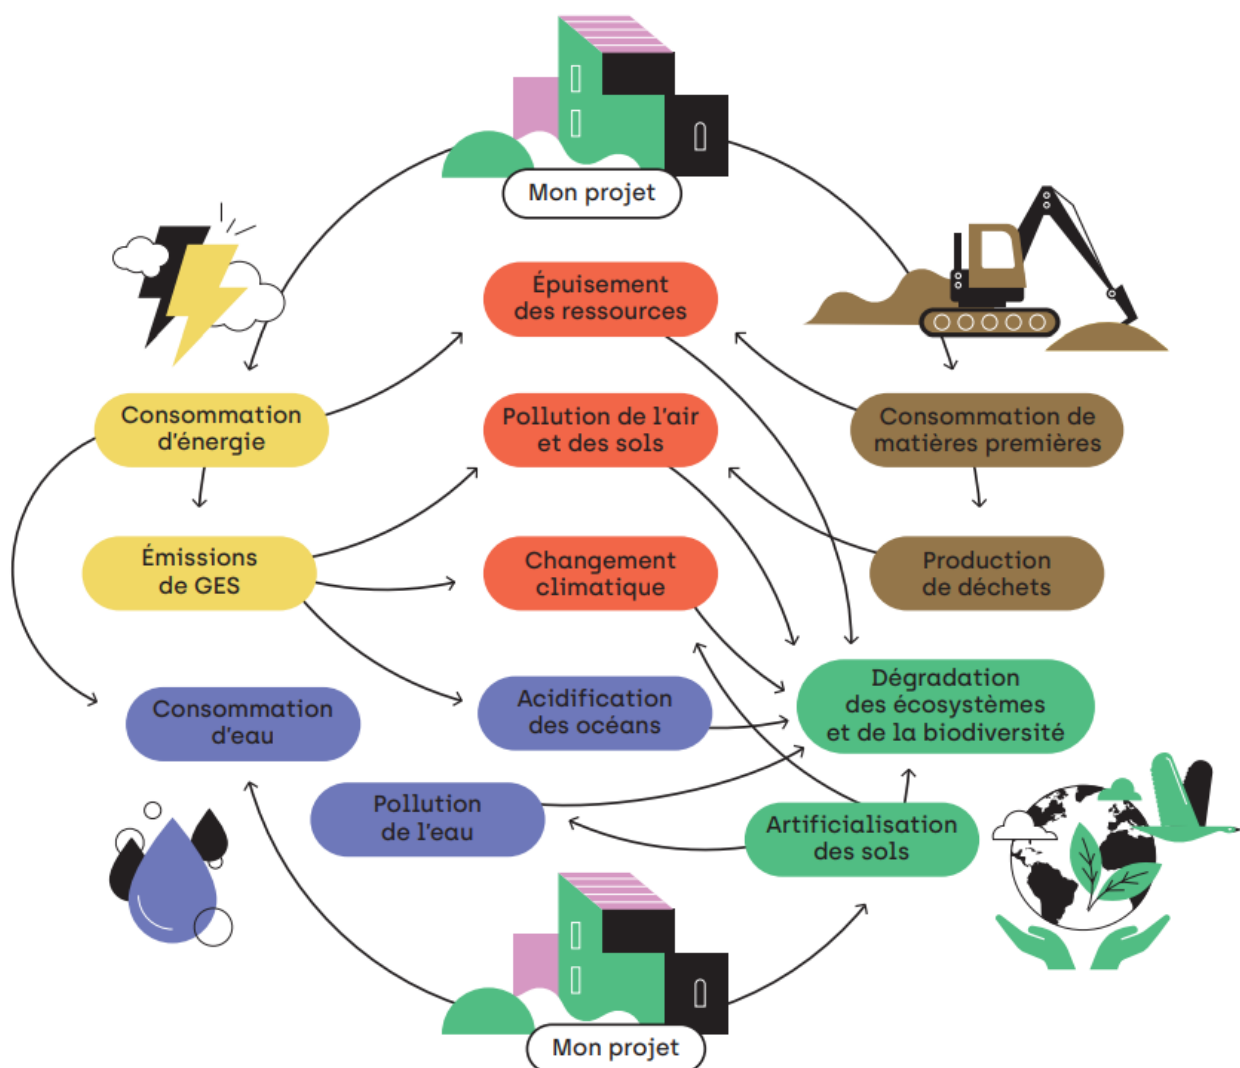 Mon projet
Épuisement
des ressources
Consommation
d'énergie
Pollution de l'air
et des sols
Consommation de
matières premières
Émissions
de GES
Changement
climatique
Production
de déchets
Consommation
d'eau
Acidification
des océans
Dégradation
des écosystèmes
et de la biodiversité
Pollution
de l'eau
Artificialisation
des sols
Mon projet